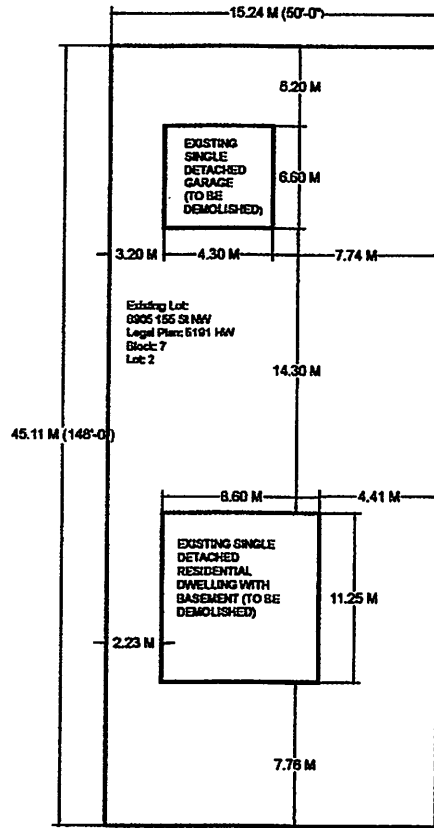 15.24 M (50'-0")
5.20 M
EXISTING
SINGLE
DETACHED
GARAGE
(TO BE
DEMOLISHED)
6.60 M
3.20 M
4.30 M
7.74 M
Existing Lot:
8905 155 St NW
Legal Plan: 5191 HW
Block: 7
Lot: 2
14.30 M
45.11 M (148'-0")
8.60 M
4.41 M
EXISTING SINGLE
DETACHED
RESIDENTIAL
DWELLING WITH
BASEMENT (TO BE
DEMOLISHED)
11.25 M
2.23 M
7.76 M